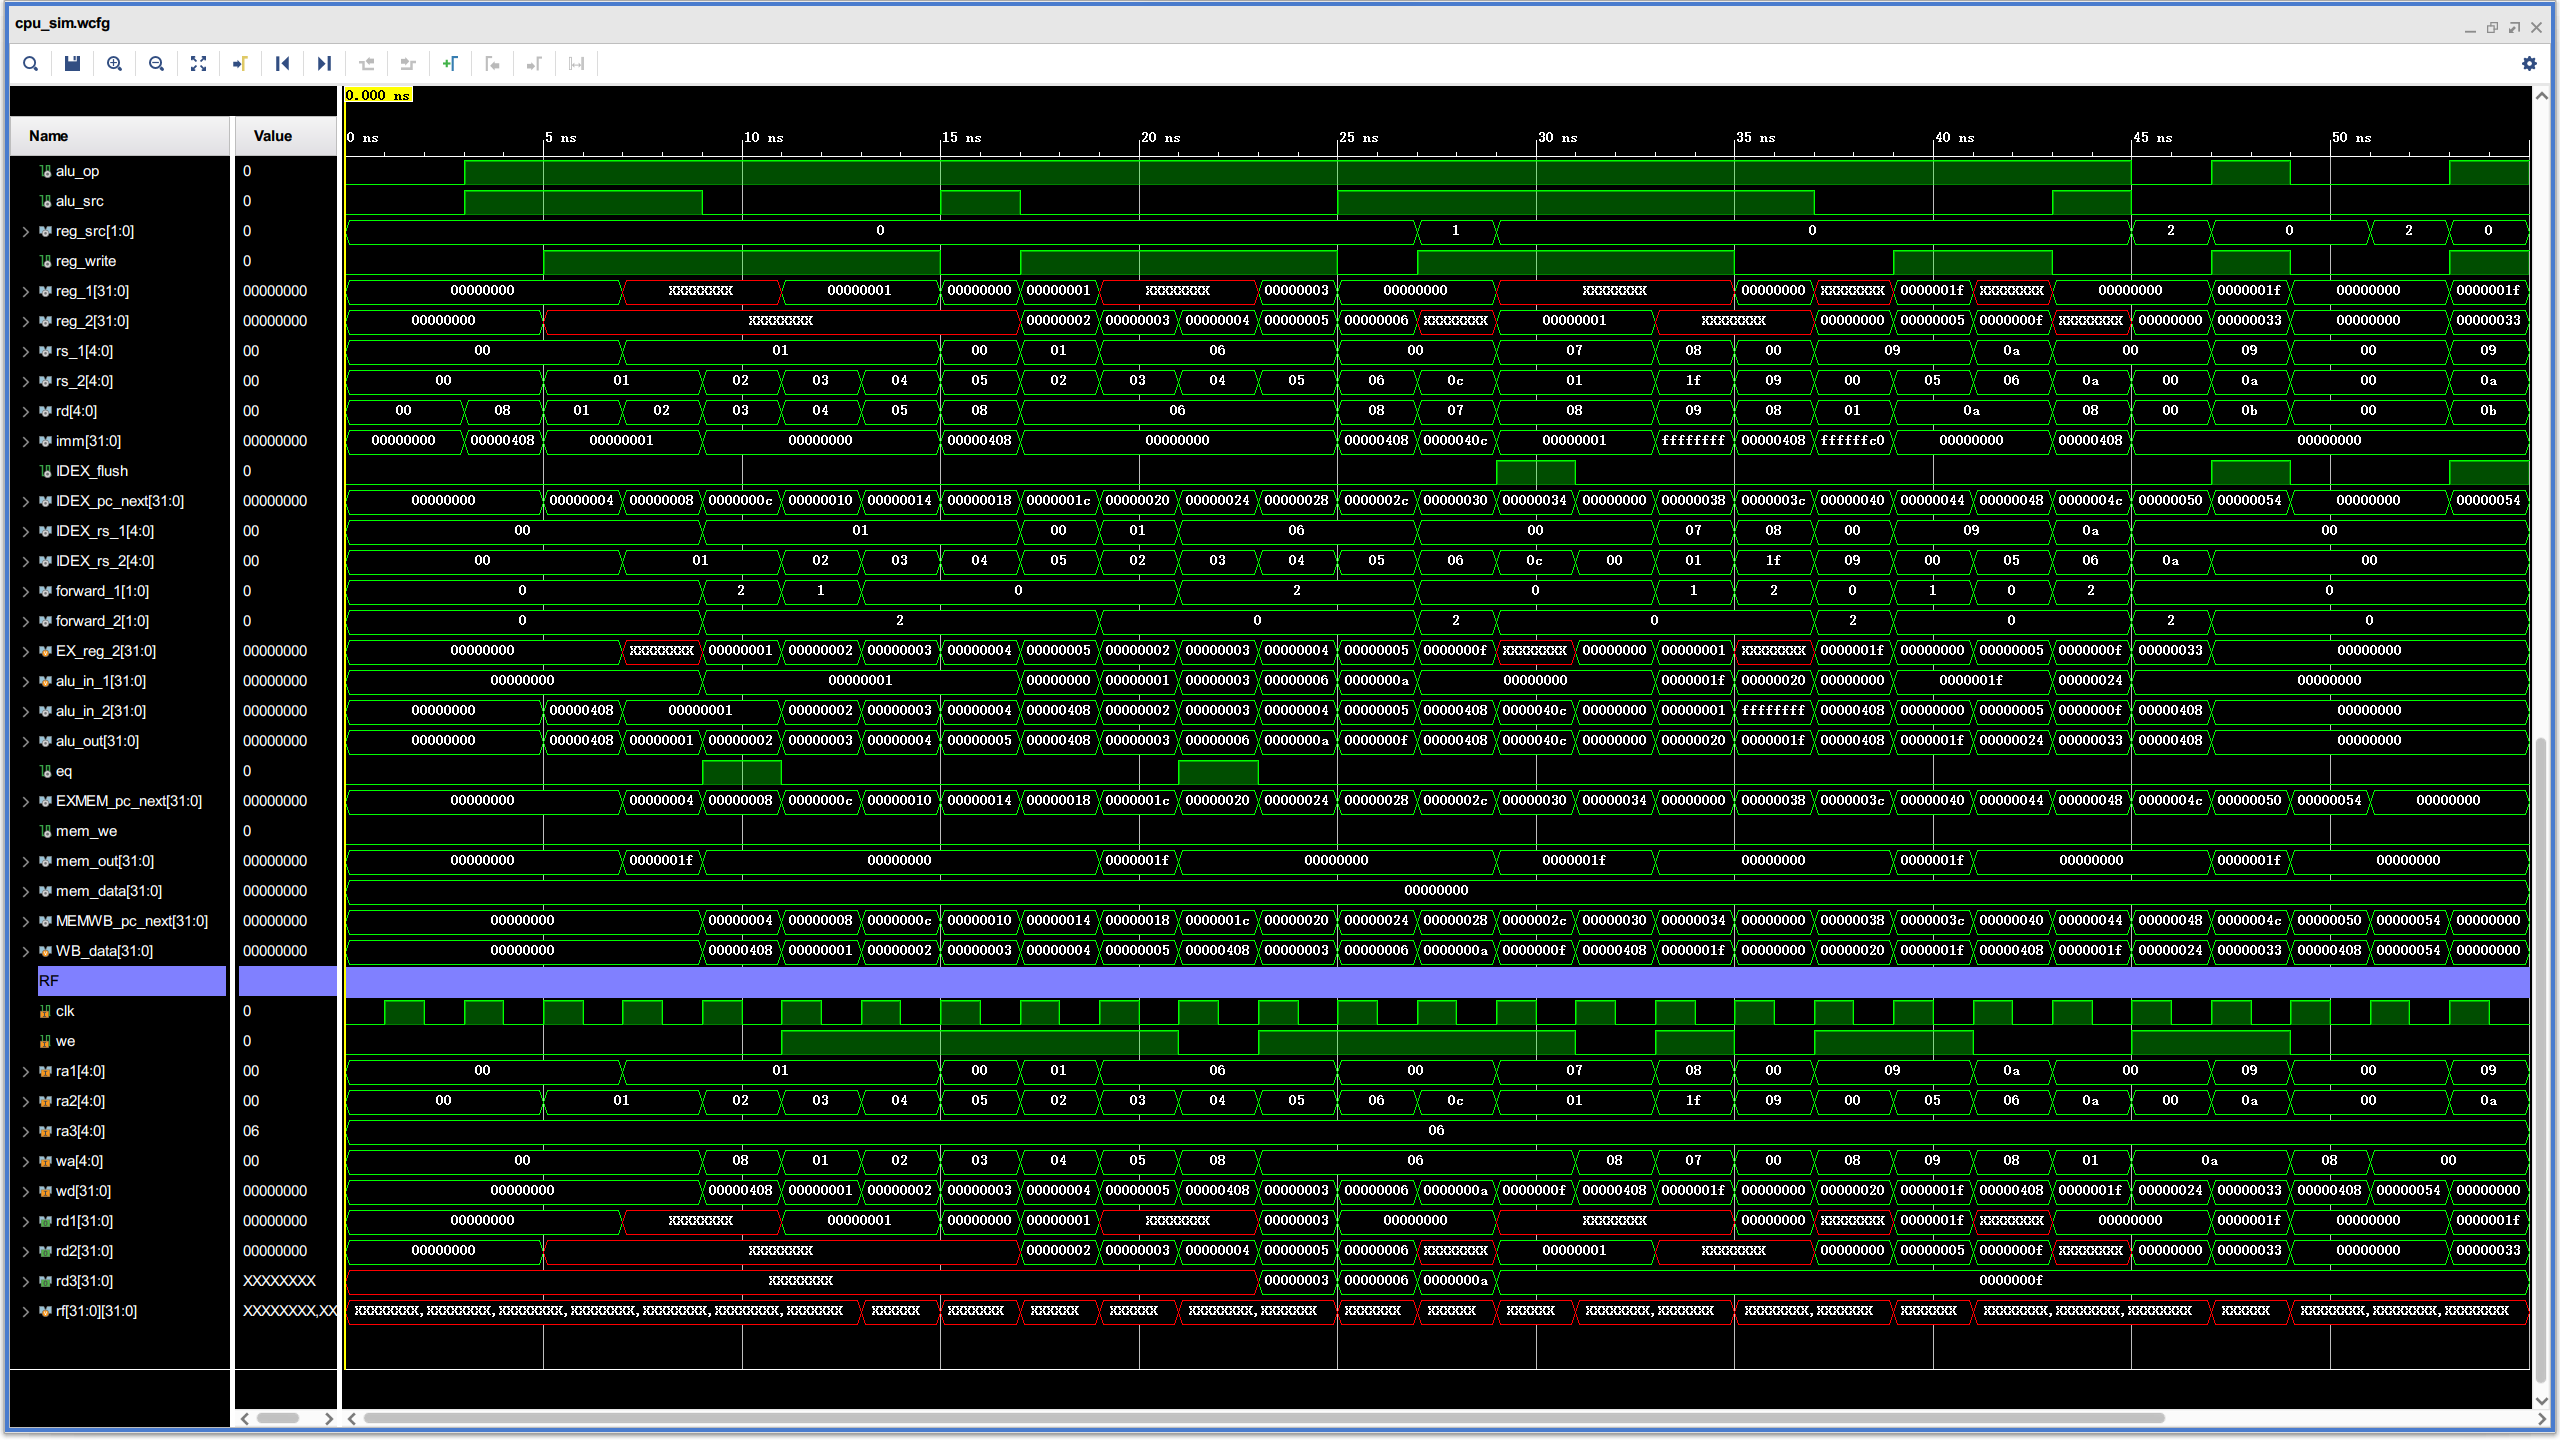 cpu_sim.wcfg
0.000 ns
Name Value
0 ns 5 ns 10 ns 15 ns 20 ns 25 ns 30 ns 35 ns 40 ns 45 ns 50 ns
alu_op 0
alu_src 0
reg_src[1:0] 0 0 1 0 2 0 2 0
reg_write 0
reg_1[31:0] 00000000 00000000 XXXXXXXX 00000001 00000000 00000001 XXXXXXXX 00000003 00000000 XXXXXXXX 00000000 XXXXXXXX 0000001f XXXXXXXX 00000000 0000001f 00000000 0000001f
reg_2[31:0] 00000000 00000000 XXXXXXXX 00000002 00000003 00000004 00000005 00000006 XXXXXXXX 00000001 XXXXXXXX 00000000 00000005 0000000f XXXXXXXX 00000000 00000033 00000000 00000033
rs_1[4:0] 00 00 01 00 01 06 00 07 08 00 09 0a 00 09 00 09
rs_2[4:0] 00 00 01 02 03 04 05 02 03 04 05 06 0c 01 1f 09 00 05 06 0a 00 0a 00 0a
rd[4:0] 00 00 08 01 02 03 04 05 08 06 08 07 08 09 08 01 0a 08 00 0b 00 0b
imm[31:0] 00000000 00000000 00000408 00000001 00000000 00000408 00000000 00000408 0000040c 00000001 ffffffff 00000408 ffffffc0 00000000 00000408 00000000
IDEX_flush 0
IDEX_pc_next[31:0] 00000000 00000000 00000004 00000008 0000000c 00000010 00000014 00000018 0000001c 00000020 00000024 00000028 0000002c 00000030 00000034 00000000 00000038 0000003c 00000040 00000044 00000048 0000004c 00000050 00000054 00000000 00000054
IDEX_rs_1[4:0] 00 00 01 00 01 06 00 07 08 00 09 0a 00
IDEX_rs_2[4:0] 00 00 01 02 03 04 05 02 03 04 05 06 0c 00 01 1f 09 00 05 06 0a 00
forward_1[1:0] 0 0 2 1 0 2 0 1 2 0 1 0 2 0
forward_2[1:0] 0 0 2 0 2 0 2 0 2 0
EX_reg_2[31:0] 00000000 00000000 XXXXXXXX 00000001 00000002 00000003 00000004 00000005 00000002 00000003 00000004 00000005 0000000f XXXXXXXX 00000000 00000001 XXXXXXXX 0000001f 00000000 00000005 0000000f 00000033 00000000
alu_in_1[31:0] 00000000 00000000 00000001 00000000 00000001 00000003 00000006 0000000a 00000000 0000001f 00000020 00000000 0000001f 00000024 00000000
alu_in_2[31:0] 00000000 00000000 00000408 00000001 00000002 00000003 00000004 00000408 00000002 00000003 00000004 00000005 00000408 0000040c 00000000 00000001 ffffffff 00000408 00000000 00000005 0000000f 00000408 00000000
alu_out[31:0] 00000000 00000000 00000408 00000001 00000002 00000003 00000004 00000005 00000408 00000003 00000006 0000000a 0000000f 00000408 0000040c 00000000 00000020 0000001f 00000408 0000001f 00000024 00000033 00000408 00000000
eq 0
EXMEM_pc_next[31:0] 00000000 00000000 00000004 00000008 0000000c 00000010 00000014 00000018 0000001c 00000020 00000024 00000028 0000002c 00000030 00000034 00000000 00000038 0000003c 00000040 00000044 00000048 0000004c 00000050 00000054 00000000
mem_we 0
mem_out[31:0] 00000000 00000000 0000001f 00000000 0000001f 00000000 0000001f 00000000 0000001f 00000000 0000001f 00000000
mem_data[31:0] 00000000 00000000
MEMWB_pc_next[31:0] 00000000 00000000 00000004 00000008 0000000c 00000010 00000014 00000018 0000001c 00000020 00000024 00000028 0000002c 00000030 00000034 00000000 00000038 0000003c 00000040 00000044 00000048 0000004c 00000050 00000054 00000000
WB_data[31:0] 00000000 00000000 00000408 00000001 00000002 00000003 00000004 00000005 00000408 00000003 00000006 0000000a 0000000f 00000408 0000001f 00000000 00000020 0000001f 00000408 0000001f 00000024 00000033 00000408 00000054 00000000
RF
clk 0
we 0
ra1[4:0] 00 00 01 00 01 06 00 07 08 00 09 0a 00 09 00 09
ra2[4:0] 00 00 01 02 03 04 05 02 03 04 05 06 0c 01 1f 09 00 05 06 0a 00 0a 00 0a
ra3[4:0] 06 06
wa[4:0] 00 00 08 01 02 03 04 05 08 06 08 07 00 08 09 08 01 0a 08 00
wd[31:0] 00000000 00000000 00000408 00000001 00000002 00000003 00000004 00000005 00000408 00000003 00000006 0000000a 0000000f 00000408 0000001f 00000000 00000020 0000001f 00000408 0000001f 00000024 00000033 00000408 00000054 00000000
rd1[31:0] 00000000 00000000 XXXXXXXX 00000001 00000000 00000001 XXXXXXXX 00000003 00000000 XXXXXXXX 00000000 XXXXXXXX 0000001f XXXXXXXX 00000000 0000001f 00000000 0000001f
rd2[31:0] 00000000 00000000 XXXXXXXX 00000002 00000003 00000004 00000005 00000006 XXXXXXXX 00000001 XXXXXXXX 00000000 00000005 0000000f XXXXXXXX 00000000 00000033 00000000 00000033
rd3[31:0] XXXXXXXX XXXXXXXX 00000003 00000006 0000000a 0000000f
rf[31:0][31:0] XXXXXXXX,XX XXXXXXXX,XXXXXXXX,XXXXXXXX,XXXXXXXX,XXXXXXXX,XXXXXXXX,XXXXXXX XXXXXX XXXXXXX XXXXXX XXXXXX XXXXXXXX,XXXXXXX XXXXXXX XXXXXX XXXXXX XXXXXXXX,XXXXXXX XXXXXXXX,XXXXXXX XXXXXXX XXXXXXXX,XXXXXXXX,XXXXXXXX XXXXXX XXXXXXXX,XXXXXXXX,XXXXXXXX